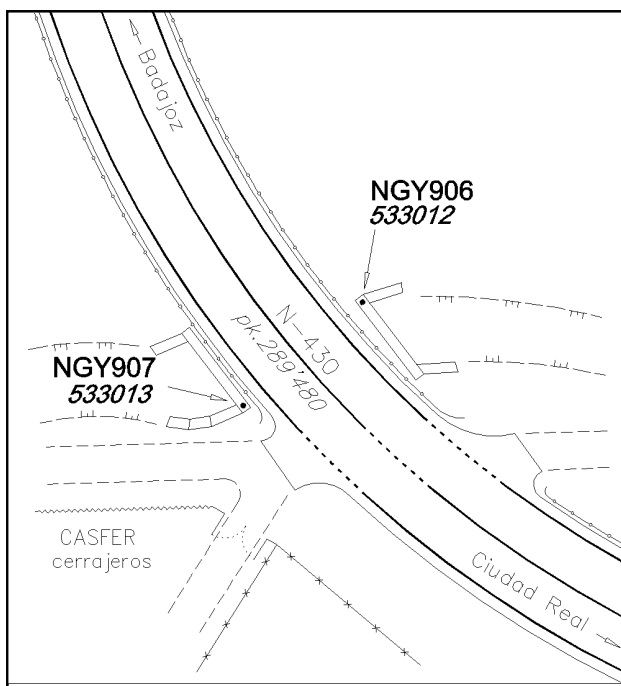 Badajoz
NGY906
533012
N-430
pk.289'480
NGY907
533013
CASFER
cerrajeros
Ciudad Real